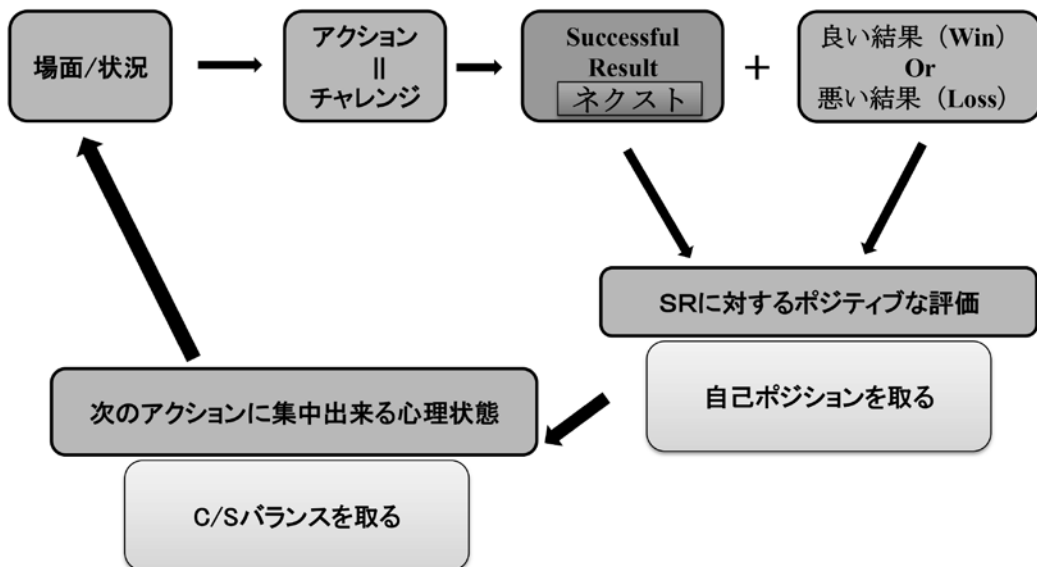 場面/状況
アクション
||
チャレンジ
Successful
Result
ネクスト
+
良い結果（Win）
Or
悪い結果（Loss）
SRに対するポジティブな評価
自己ポジションを取る
次のアクションに集中出来る心理状態
C/Sバランスを取る